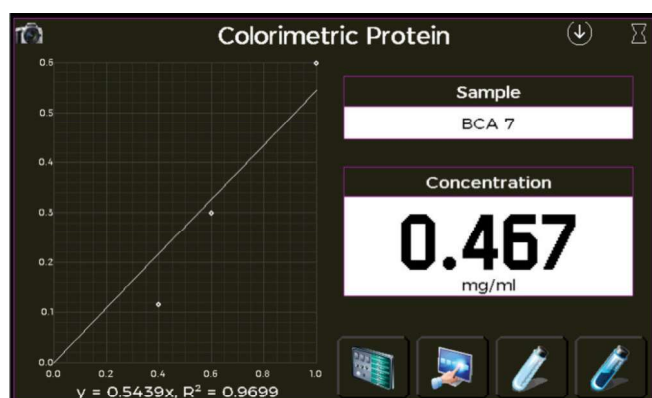 Colorimetric Protein
0.6
0.5
0.4
0.3
0.2
0.1
0.0
0.0 0.2 0.4 0.6 0.8 1.0
y = 0.5439x, R² = 0.9699
Sample
BCA 7
Concentration
0.467
mg/ml